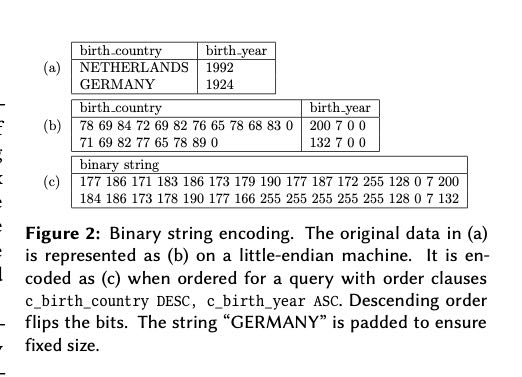 birth_country birth_year
(a) NETHERLANDS 1992
GERMANY 1924
birth_country birth_year
(b) 78 69 84 72 69 82 76 65 78 68 83 0 200 7 0 0
71 69 82 77 65 78 89 0 132 7 0 0
binary string
(c) 177 186 171 183 186 173 179 190 177 187 172 255 128 0 7 200
184 186 173 178 190 177 166 255 255 255 255 255 128 0 7 132
Figure 2: Binary string encoding. The original data in (a)
is represented as (b) on a little-endian machine. It is en-
coded as (c) when ordered for a query with order clauses
c_birth_country DESC, c_birth_year ASC. Descending order
flips the bits. The string “GERMANY” is padded to ensure
fixed size.